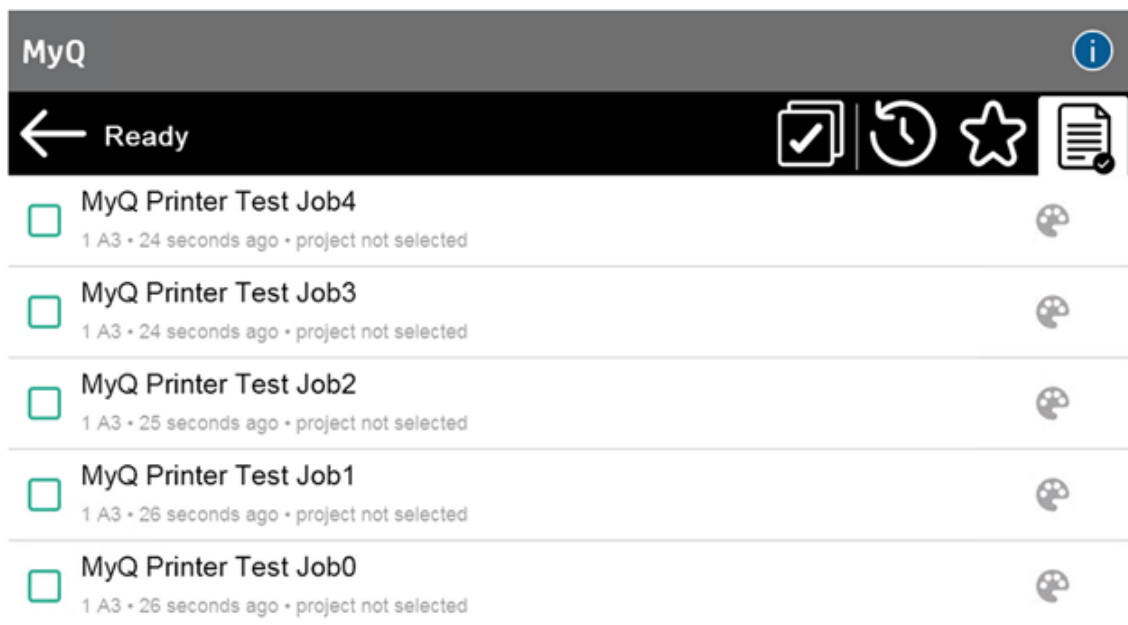 MyQ
i
Ready
MyQ Printer Test Job4
1 A3 • 24 seconds ago • project not selected
MyQ Printer Test Job3
1 A3 • 24 seconds ago • project not selected
MyQ Printer Test Job2
1 A3 • 25 seconds ago • project not selected
MyQ Printer Test Job1
1 A3 • 26 seconds ago • project not selected
MyQ Printer Test Job0
1 A3 • 26 seconds ago • project not selected